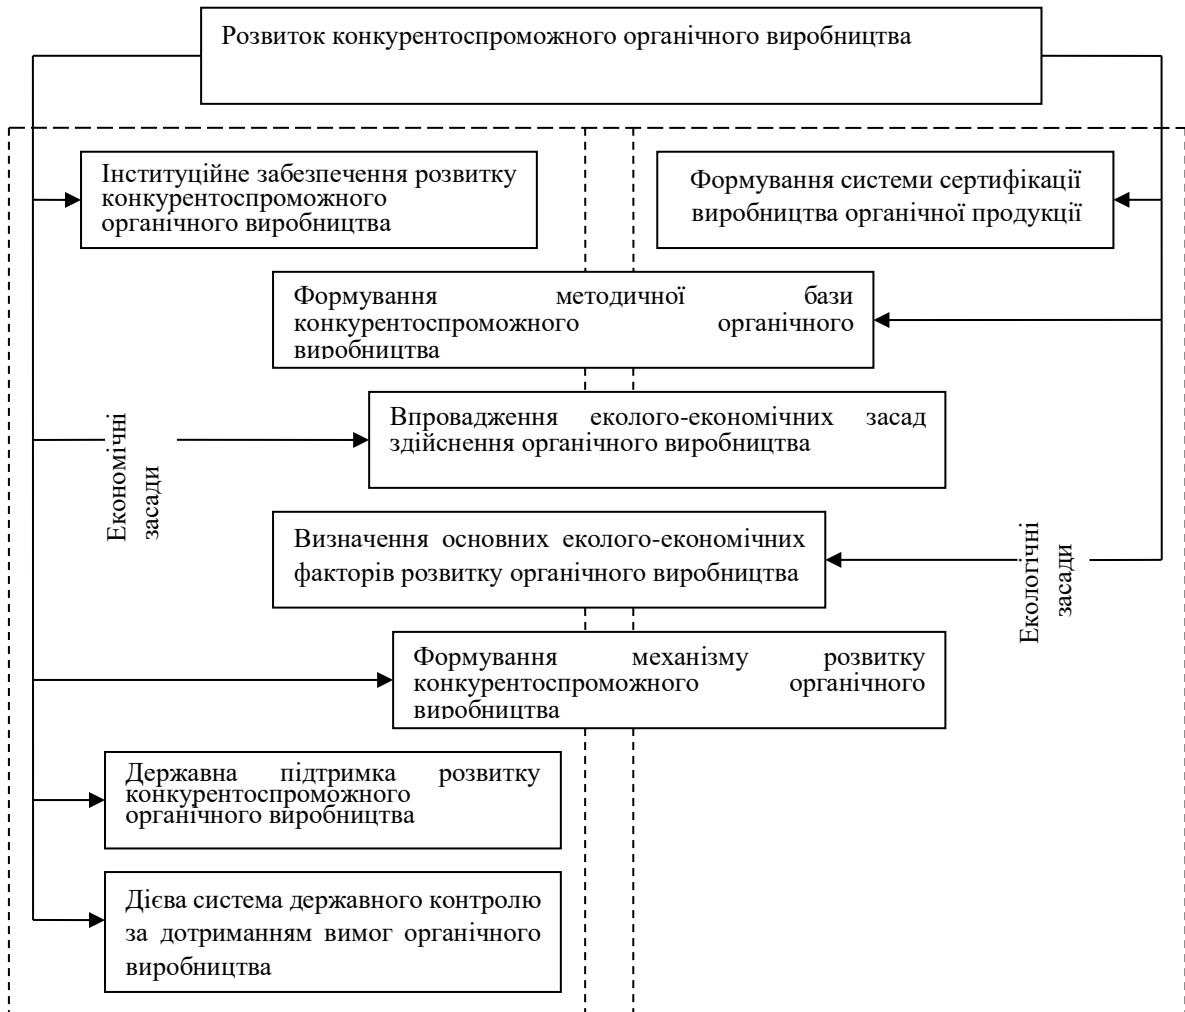 Розвиток конкурентоспроможного органічного виробництва
Інституційне забезпечення розвитку
конкурентоспроможного
органічного виробництва
Формування системи сертифікації
виробництва органічної продукції
Формування методичної бази
конкурентоспроможного органічного
виробництва
Впровадження еколого-економічних засад
здійснення органічного виробництва
Економічні
засади
Визначення основних еколого-економічних
факторів розвитку органічного виробництва
Екологічні
засади
Формування механізму розвитку
конкурентоспроможного органічного
виробництва
Державна підтримка розвитку
конкурентоспроможного
органічного виробництва
Дієва система державного контролю
за дотриманням вимог органічного
виробництва